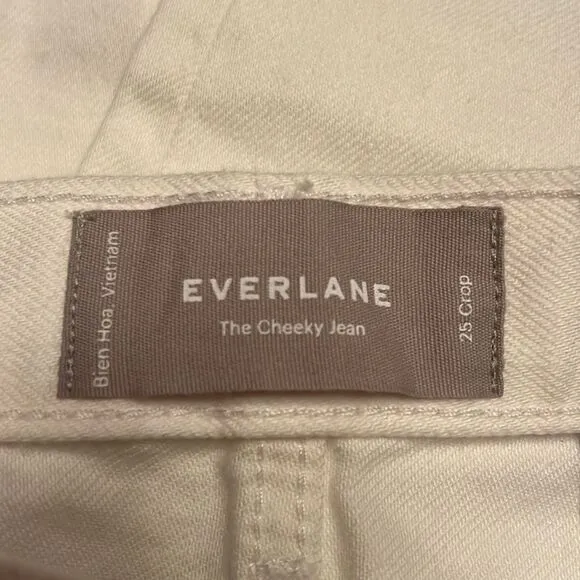 Bien Hoa, Vietnam
EVERLANE
The Cheeky Jean
25 Crop